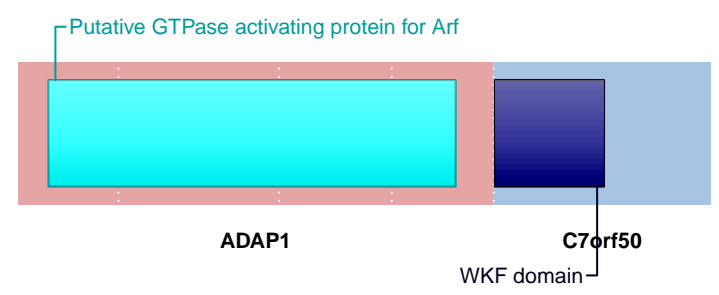 Putative GTPase activating protein for Arf
ADAP1
C7orf50
WKF domain